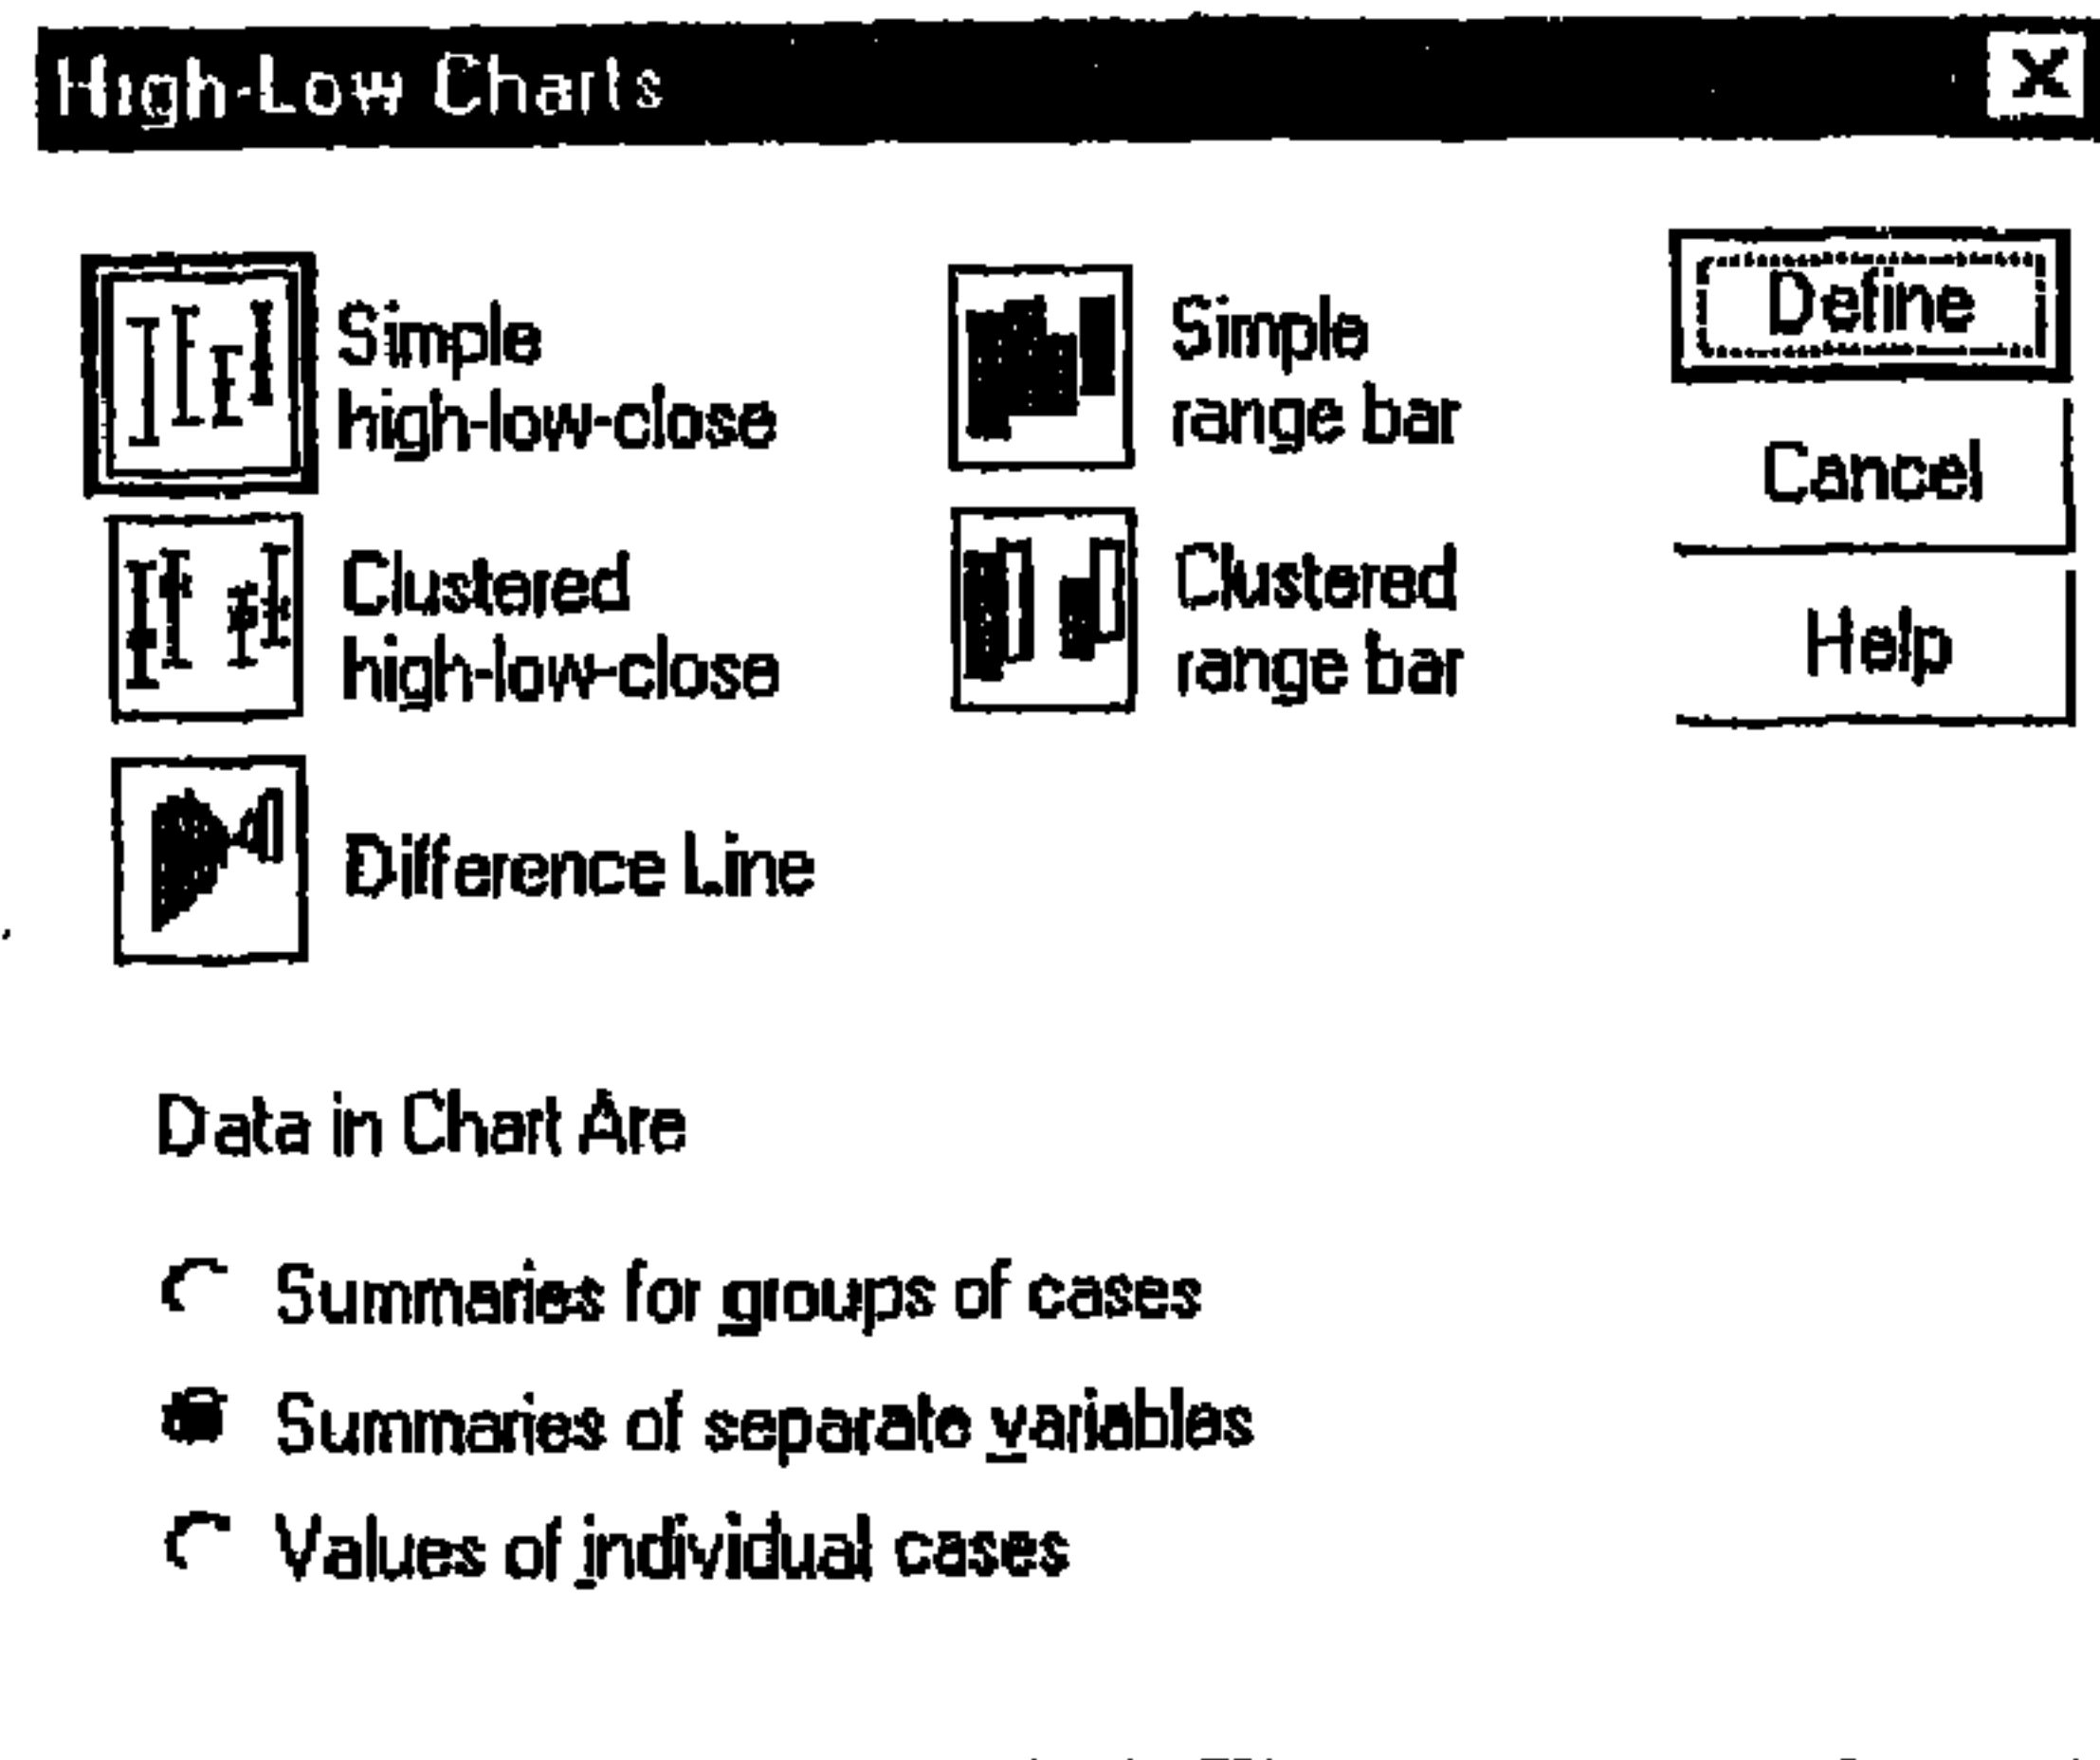 High-Low Charts
Simple
high-low-close
Simple
range bar
Define
Cancel
Clustered
high-low-close
Clustered
range bar
Help
Difference Line
Data in Chart Are
Summaries for groups of cases
Summaries of separate variables
Values of individual cases